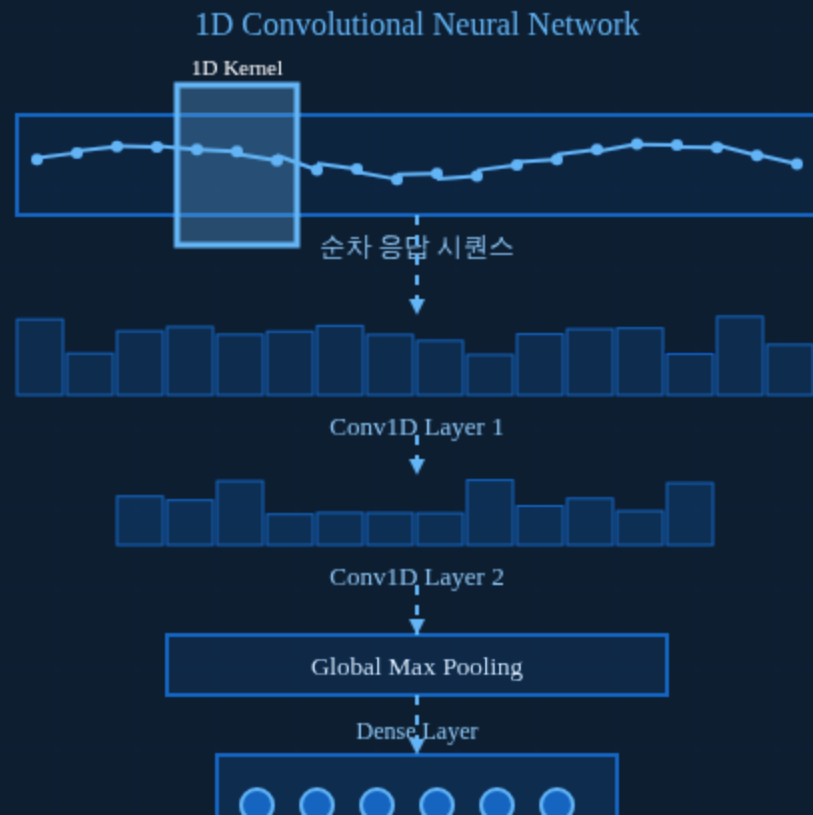 1D Convolutional Neural Network
1D Kernel
순차 응답 시퀀스
Conv1D Layer 1
Conv1D Layer 2
Global Max Pooling
Dense Layer